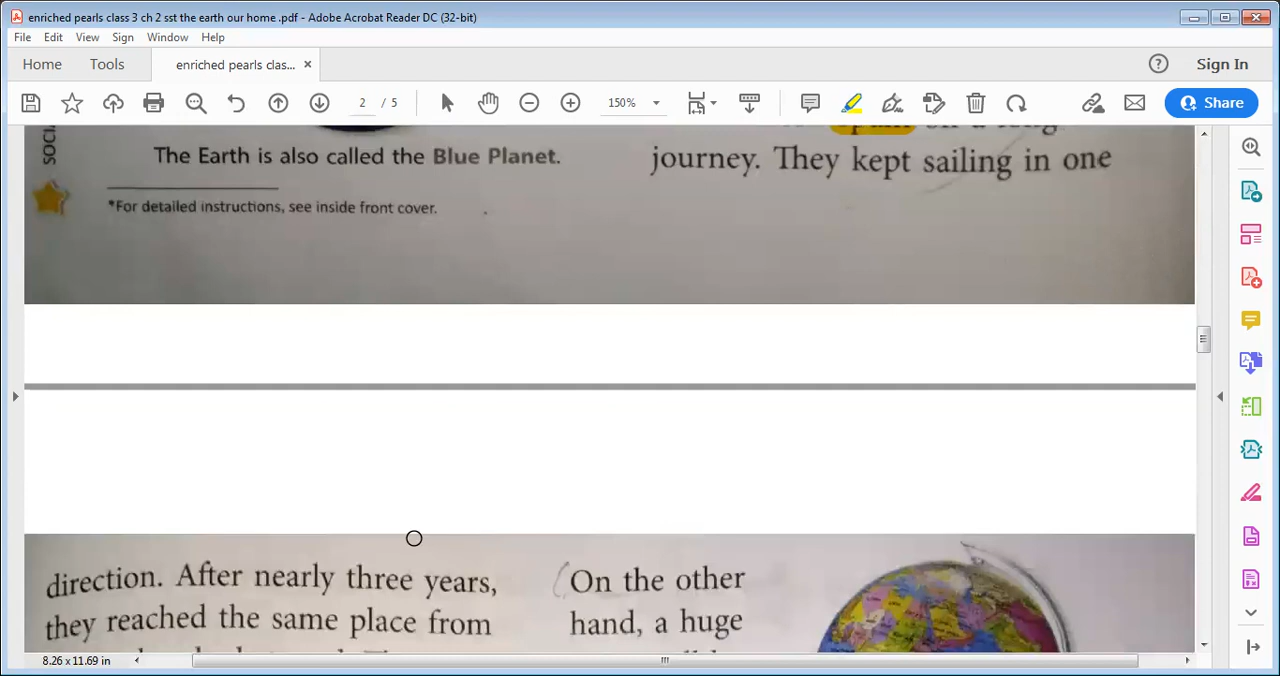 enriched pearls class 3 ch 2 sst the earth our home .pdf - Adobe Acrobat Reader DC (32-bit)
File Edit View Sign Window Help
Home Tools enriched pearls clas... × Sign In
2 / 5 150% Share
SOCI
The Earth is also called the Blue Planet.
*For detailed instructions, see inside front cover.
Spain on a long
journey. They kept sailing in one
direction. After nearly three years,
they reached the same place from
On the other
hand, a huge
8.26 x 11.69 in